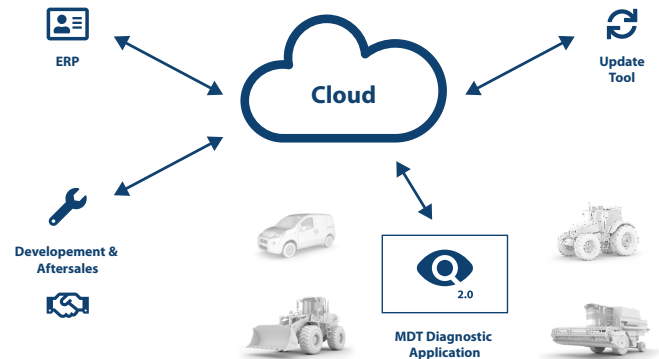 ERP
Cloud
Update
Tool
Developement &
Aftersales
2.0
MDT Diagnostic
Application